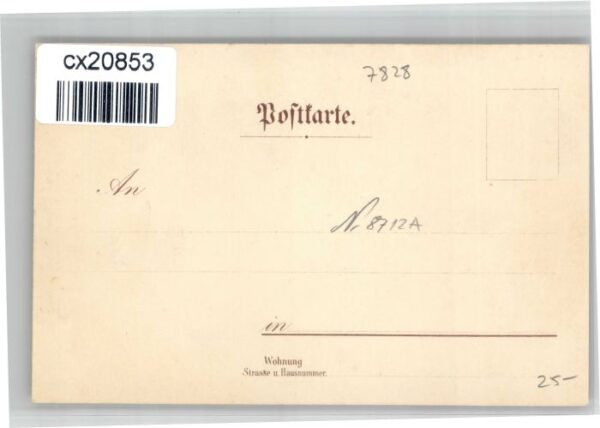 cx20853
7828
Postkarte.
An
N. 8712A
in
Wohnung
Strasse u. Hausnummer.
25-